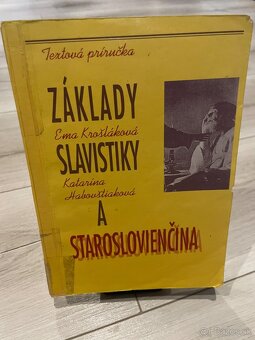 Textová príručka
ZÁKLADY
Ema Krošláková
SLAVISTIKY
Katarína
Habovštiaková
A
STAROSLOVIENČINA